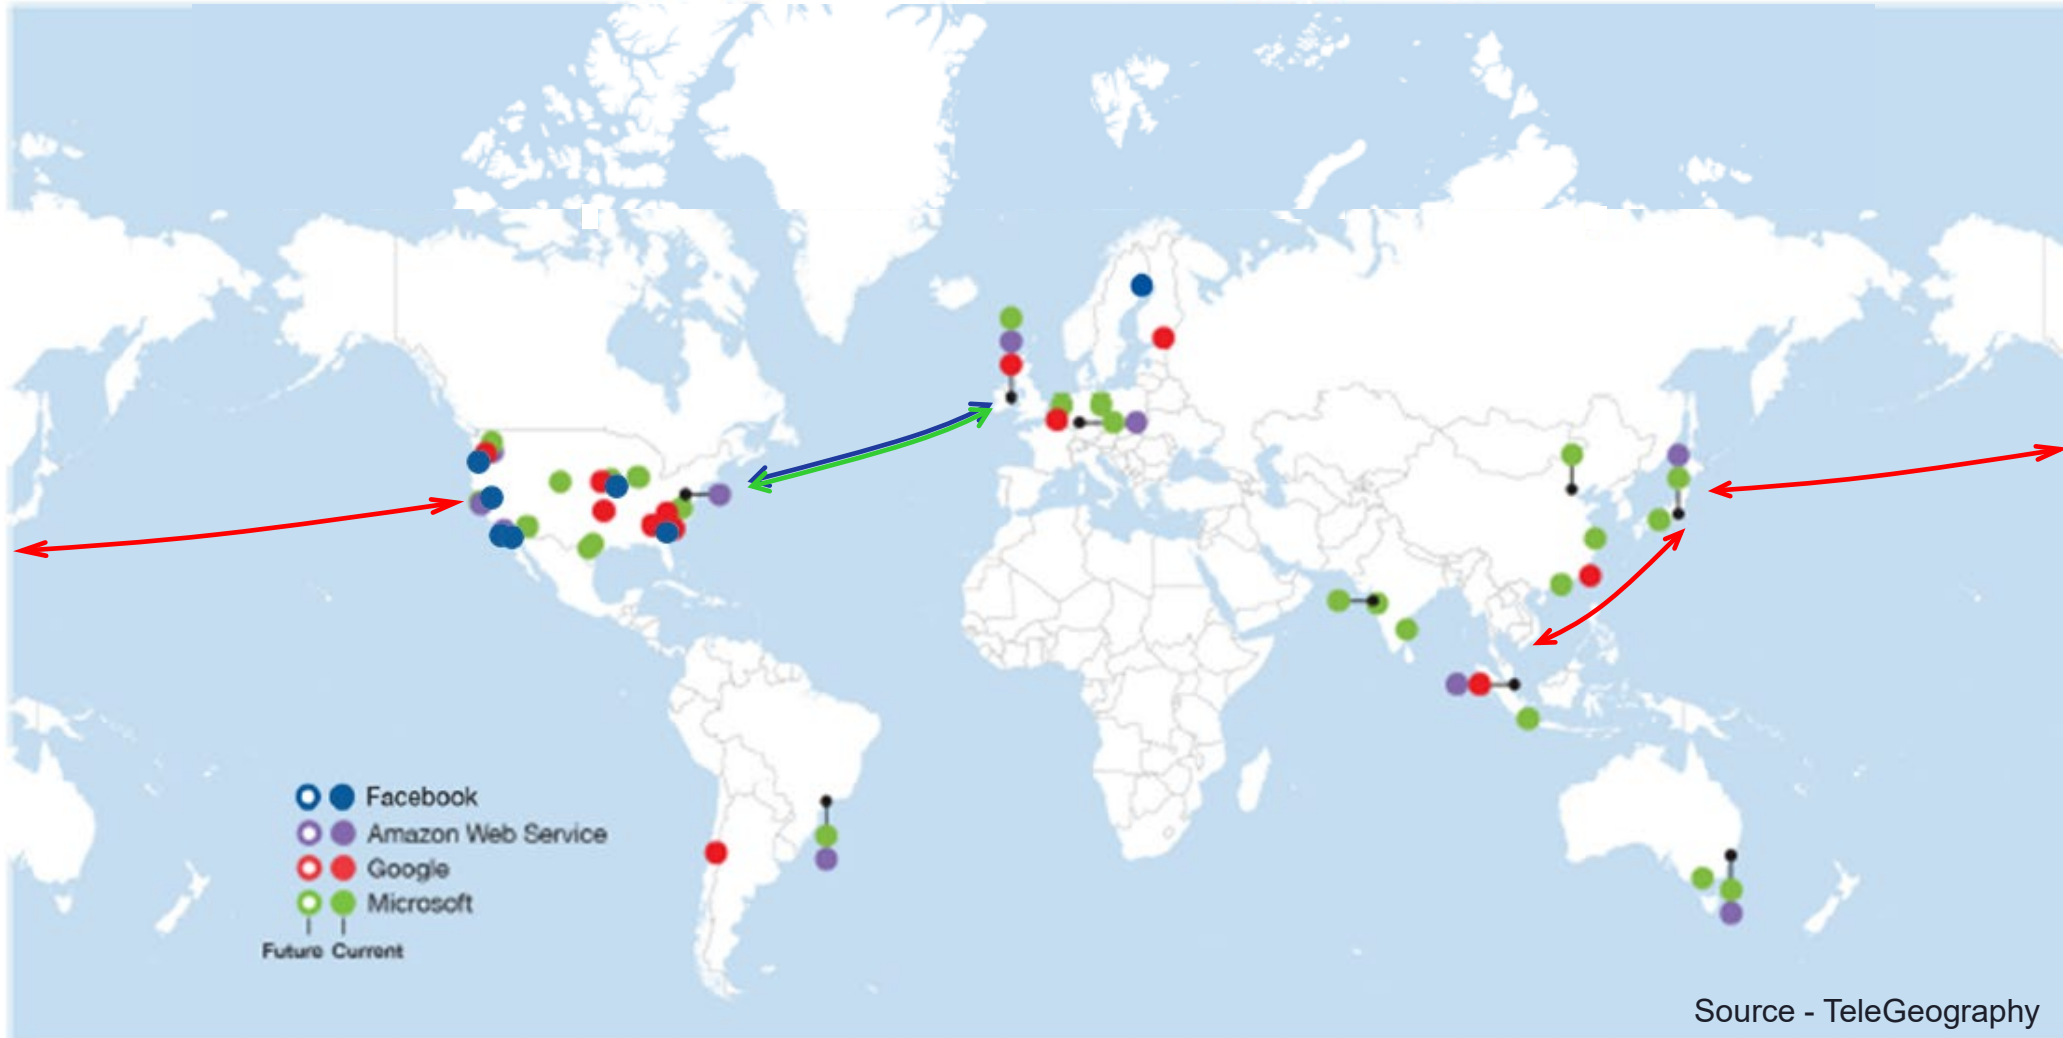 Facebook
Amazon Web Service
Google
Microsoft
Future Current
Source - TeleGeography